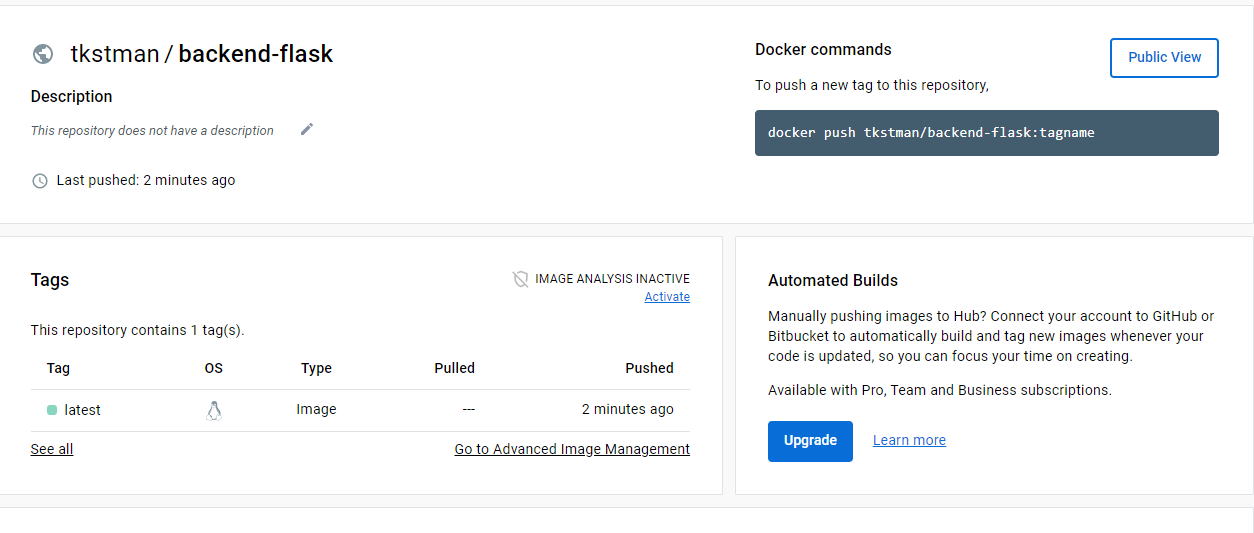 tkstman / backend-flask
Description
This repository does not have a description
Last pushed: 2 minutes ago
Docker commands
Public View
To push a new tag to this repository,
docker push tkstman/backend-flask:tagname
Tags
IMAGE ANALYSIS INACTIVE
Activate
This repository contains 1 tag(s).
Tag OS Type Pulled Pushed
latest Image --- 2 minutes ago
See all Go to Advanced Image Management
Automated Builds
Manually pushing images to Hub? Connect your account to GitHub or
Bitbucket to automatically build and tag new images whenever your
code is updated, so you can focus your time on creating.
Available with Pro, Team and Business subscriptions.
Upgrade Learn more